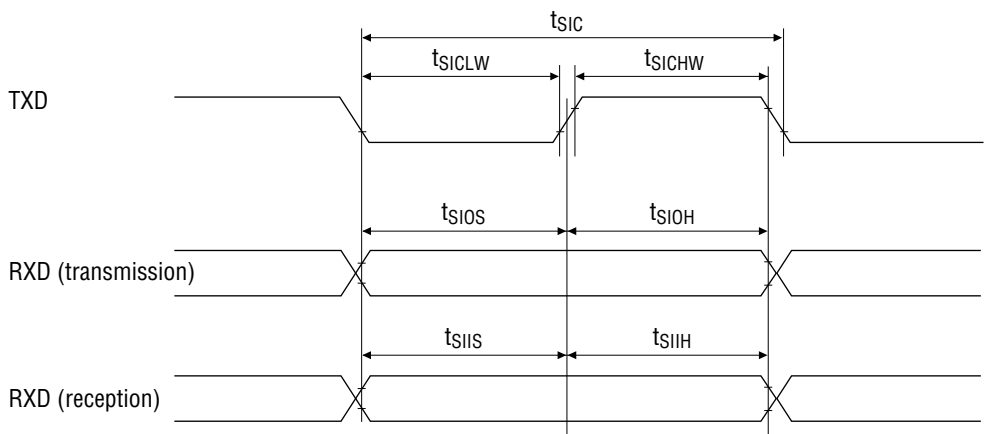 tSIC
tSICLW tSICHW
TXD
tSIOS tSIOH
RXD (transmission)
tSIIS tSIIH
RXD (reception)